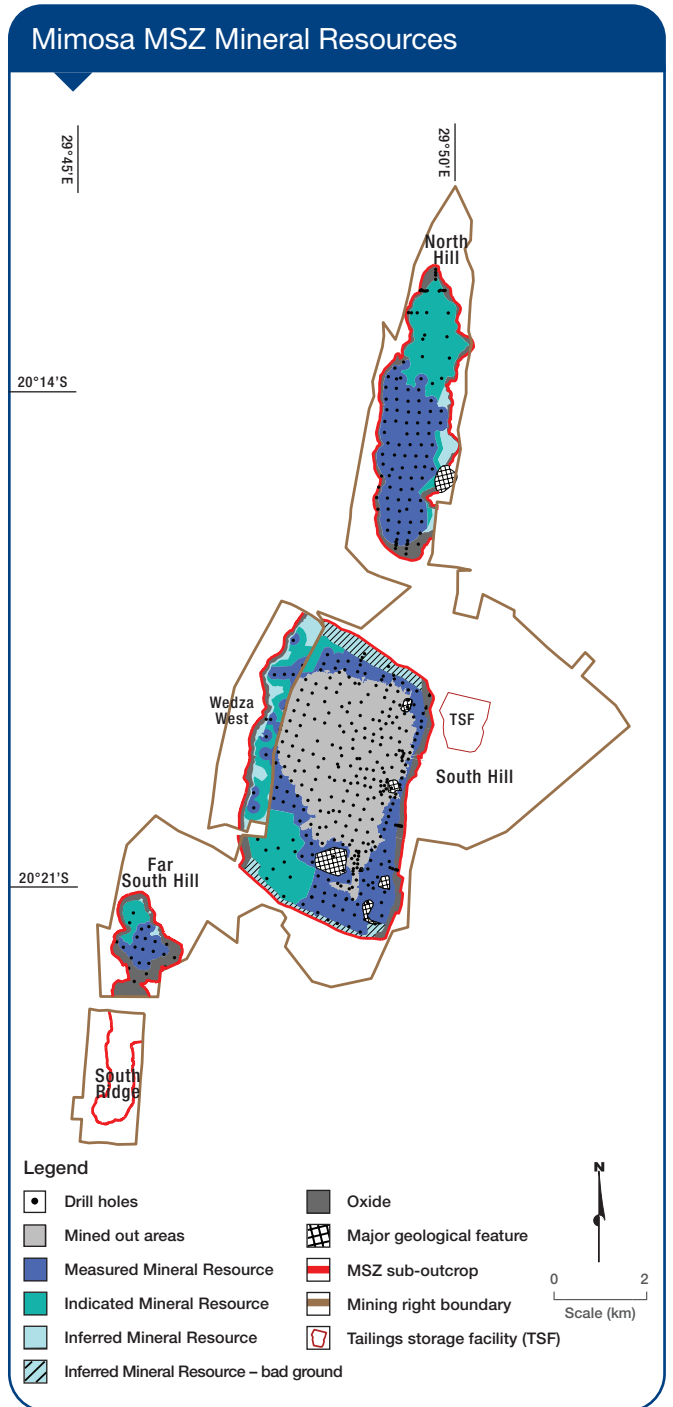 Mimosa MSZ Mineral Resources
29°45'E
29°50'E
North
Hill
20°14'S
Wedza
West
TSF
South Hill
Far
South Hill
20°21'S
South
Ridge
Legend
Drill holes
Mined out areas
Measured Mineral Resource
Indicated Mineral Resource
Inferred Mineral Resource
Inferred Mineral Resource – bad ground
Oxide
Major geological feature
MSZ sub-outcrop
Mining right boundary
Tailings storage facility (TSF)
N
0 2
Scale (km)